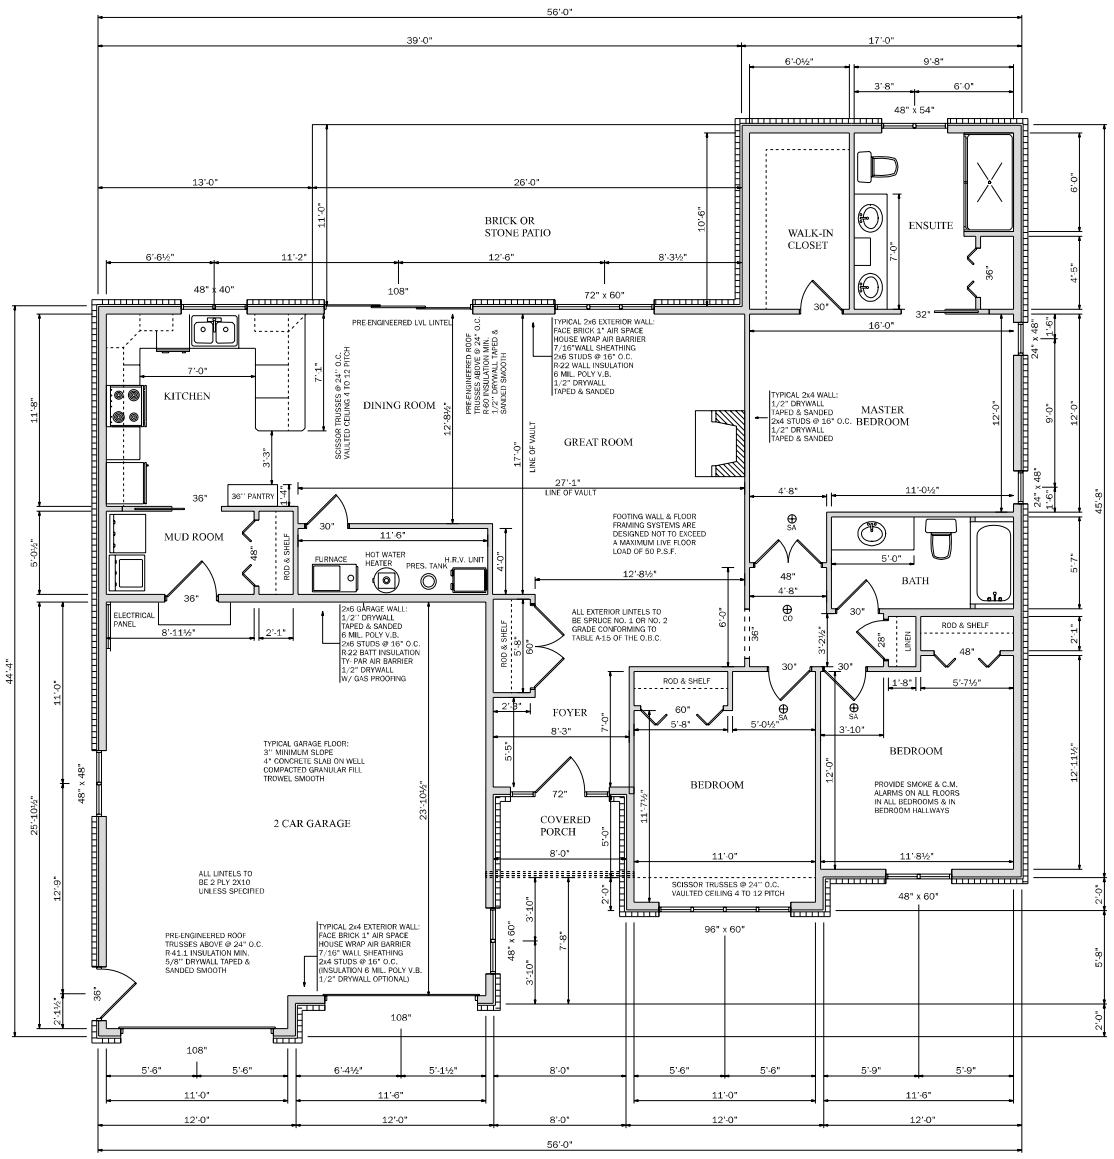 56'-0"
39'-0"
17'-0"
6'-0½"
9'-8"
3'-8"
6'-0"
48" x 54"
13'-0"
26'-0"
11'-0"
10'-6"
6'-0"
BRICK OR
STONE PATIO
WALK-IN
CLOSET
ENSUITE
7'-0"
36"
4'-5"
6'-6½"
11'-2"
12'-6"
8'-3½"
48" x 40"
108"
72" x 60"
30"
32"
16'-0"
PRE-ENGINEERED LVL LINTEL
TYPICAL 2x6 EXTERIOR WALL:
FACE BRICK 1" AIR SPACE
HOUSE WRAP AIR BARRIER
7/16"WALL SHEATHING
2x6 STUDS @ 16" O.C.
R-22 WALL INSULATION
6 MIL. POLY V.B.
1/2" DRYWALL
TAPED & SANDED
PRE-ENGINEERED ROOF
TRUSSES ABOVE @ 24" O.C.
R-60 INSULATION MIN.
1/2" DRYWALL TAPED &
SANDED SMOOTH
SCISSOR TRUSSES @ 24" O.C.
VAULTED CEILING 4 TO 12 PITCH
7'-0"
7'-1"
KITCHEN
DINING ROOM
12'-8½"
17'-0"
LINE OF VAULT
GREAT ROOM
TYPICAL 2x4 WALL:
1/2" DRYWALL
TAPED & SANDED
2x4 STUDS @ 16" O.C.
1/2" DRYWALL
TAPED & SANDED
MASTER
BEDROOM
12'-0"
24" x 48"
1'-6"
9'-0"
12'-0"
24" x 48"
1'-6"
45'-8"
11'-8"
3'-3"
36"
36" PANTRY
1'-4"
27'-1"
LINE OF VAULT
4'-8"
11'-0½"
30"
11'-6"
FOOTING WALL & FLOOR
FRAMING SYSTEMS ARE
DESIGNED NOT TO EXCEED
A MAXIMUM LIVE FLOOR
LOAD OF 50 P.S.F.
SA
MUD ROOM
48"
ROD & SHELF
5'-0½"
FURNACE
HOT WATER
HEATER
PRES. TANK
H.R.V. UNIT
4'-0"
12'-8½"
48"
4'-8"
5'-0"
BATH
5'-7"
36"
ELECTRICAL
PANEL
8'-11½"
2'-1"
2x6 GARAGE WALL:
1/2" DRYWALL
TAPED & SANDED
6 MIL. POLY V.B.
2x6 STUDS @ 16" O.C.
R-22 BATT INSULATION
TY-PAR AIR BARRIER
1/2" DRYWALL
W/ GAS PROOFING
ROD & SHELF
5'-8"
60"
ALL EXTERIOR LINTELS TO
BE SPRUCE NO. 1 OR NO. 2
GRADE CONFORMING TO
TABLE A-15 OF THE O.B.C.
6'-0"
36"
CO
3'-2½"
30"
28"
LINEN
ROD & SHELF
48"
2'-1"
30"
30"
1'-8"
5'-7½"
44'-4"
11'-0"
2'-3"
FOYER
8'-3"
7'-0"
ROD & SHELF
60"
5'-8"
5'-0½"
SA
SA
3'-10"
5'-5"
TYPICAL GARAGE FLOOR:
3" MINIMUM SLOPE
4" CONCRETE SLAB ON WELL
COMPACTED GRANULAR FILL
TROWEL SMOOTH
48" x 48"
25'-10½"
23'-10½"
2 CAR GARAGE
72"
COVERED
PORCH
5'-0"
8'-0"
BEDROOM
11'-7½"
12'-0"
BEDROOM
PROVIDE SMOKE & C.M.
ALARMS ON ALL FLOORS
IN ALL BEDROOMS & IN
BEDROOM HALLWAYS
12'-11½"
11'-0"
11'-8½"
ALL LINTELS TO
BE 2 PLY 2X10
UNLESS SPECIFIED
12'-9"
SCISSOR TRUSSES @ 24" O.C.
VAULTED CEILING 4 TO 12 PITCH
48" x 60"
2'-0"
2'-0"
96" x 60"
PRE-ENGINEERED ROOF
TRUSSES ABOVE @ 24" O.C.
R-41.1 INSULATION MIN.
5/8" DRYWALL TAPED &
SANDED SMOOTH
TYPICAL 2x4 EXTERIOR WALL:
FACE BRICK 1" AIR SPACE
HOUSE WRAP AIR BARRIER
7/16" WALL SHEATHING
2x4 STUDS @ 16" O.C.
(INSULATION 6 MIL. POLY V.B.
1/2" DRYWALL OPTIONAL)
48" x 60"
3'-10"
3'-10"
7'-8"
5'-8"
36"
2'-1½"
2'-0"
108"
108"
5'-6"
5'-6"
6'-4½"
5'-1½"
8'-0"
5'-6"
5'-6"
5'-9"
5'-9"
11'-0"
11'-6"
11'-0"
11'-6"
12'-0"
12'-0"
8'-0"
12'-0"
12'-0"
56'-0"